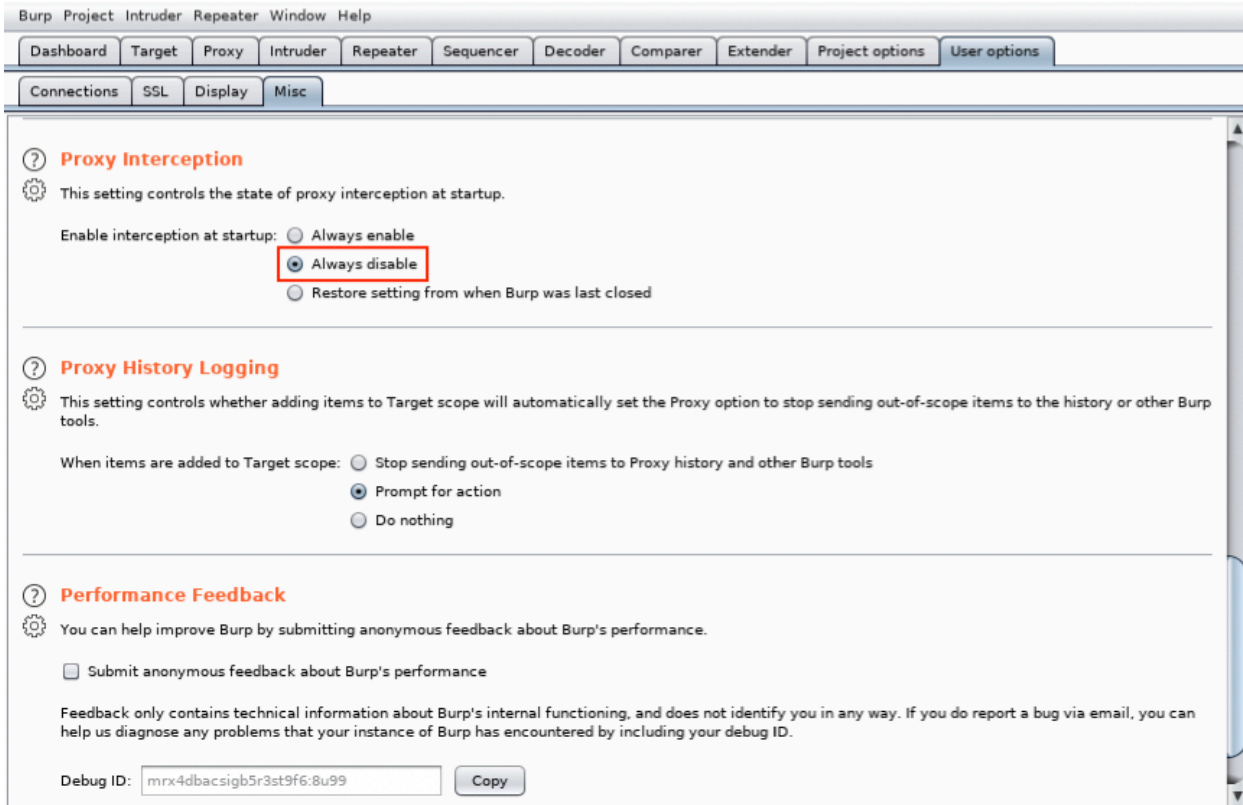 Burp Project Intruder Repeater Window Help
Dashboard Target Proxy Intruder Repeater Sequencer Decoder Comparer Extender Project options User options
Connections SSL Display Misc
? Proxy Interception
This setting controls the state of proxy interception at startup.
Enable interception at startup: Always enable
Always disable
Restore setting from when Burp was last closed
? Proxy History Logging
This setting controls whether adding items to Target scope will automatically set the Proxy option to stop sending out-of-scope items to the history or other Burp
tools.
When items are added to Target scope: Stop sending out-of-scope items to Proxy history and other Burp tools
Prompt for action
Do nothing
? Performance Feedback
You can help improve Burp by submitting anonymous feedback about Burp's performance.
Submit anonymous feedback about Burp's performance
Feedback only contains technical information about Burp's internal functioning, and does not identify you in any way. If you do report a bug via email, you can
help us diagnose any problems that your instance of Burp has encountered by including your debug ID.
Debug ID: mrx4dbacsigb5r3st9f6:8u99 Copy